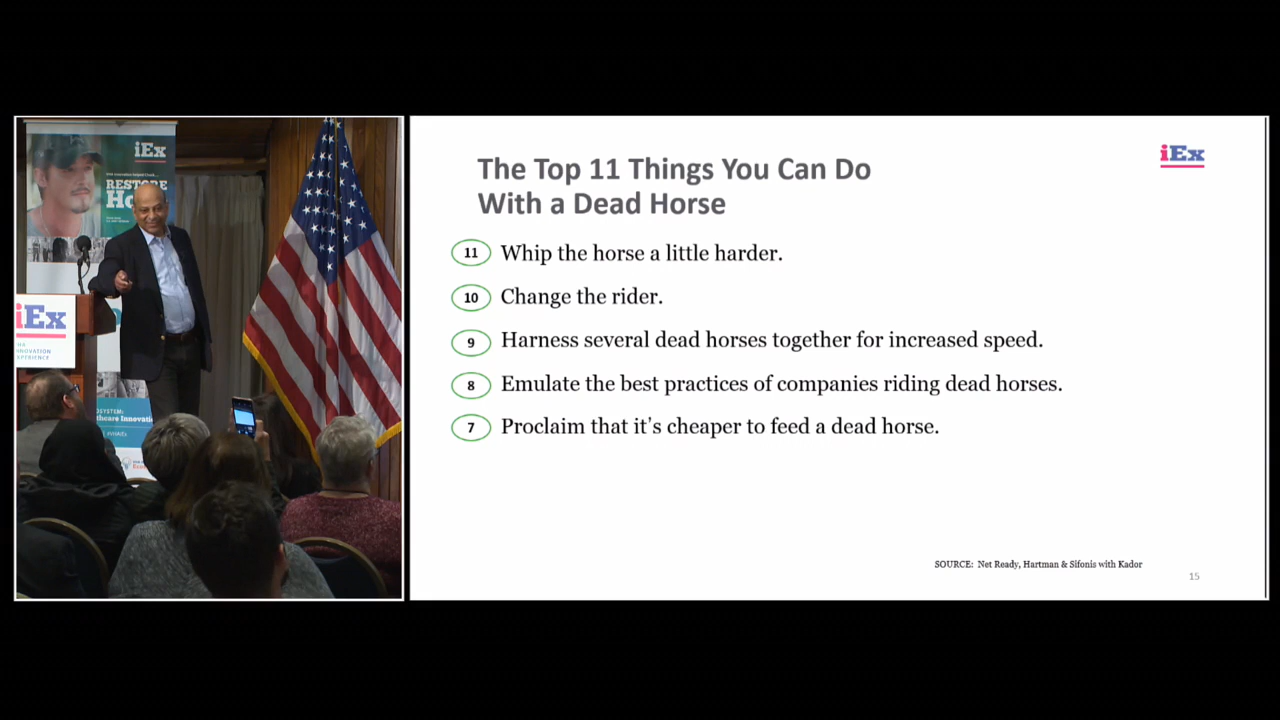 iEx
RESTORE
iEx
INNOVATION
The Top 11 Things You Can Do
With a Dead Horse
iEx
11 Whip the horse a little harder.
10 Change the rider.
9 Harness several dead horses together for increased speed.
8 Emulate the best practices of companies riding dead horses.
7 Proclaim that it's cheaper to feed a dead horse.
SOURCE: Net Ready, Hartman & Sifonis with Kador
15